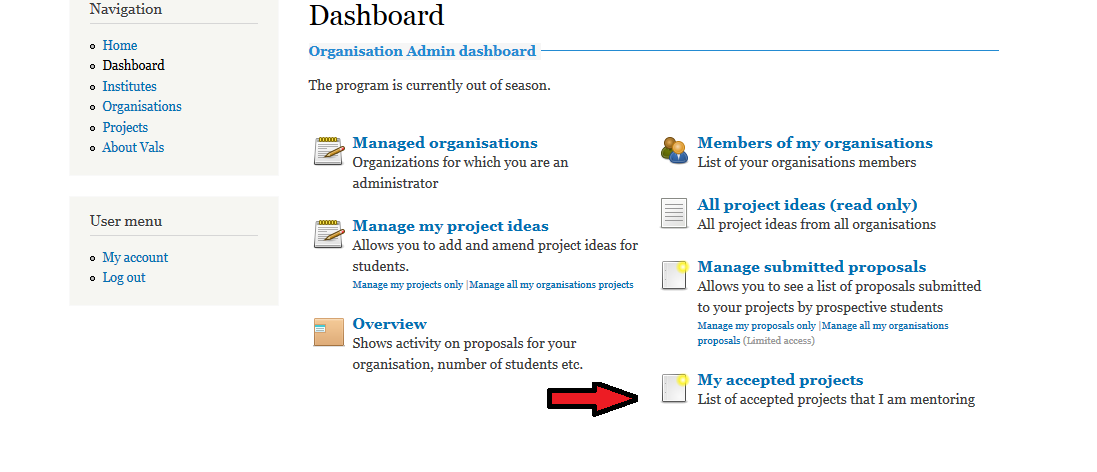 Navigation
Home
Dashboard
Institutes
Organisations
Projects
About Vals
User menu
My account
Log out
Dashboard
Organisation Admin dashboard
The program is currently out of season.
Managed organisations
Organizations for which you are an
administrator
Manage my project ideas
Allows you to add and amend project ideas for
students.
Manage my projects only | Manage all my organisations projects
Overview
Shows activity on proposals for your
organisation, number of students etc.
Members of my organisations
List of your organisations members
All project ideas (read only)
All project ideas from all organisations
Manage submitted proposals
Allows you to see a list of proposals submitted
to your projects by prospective students
Manage my proposals only | Manage all my organisations
proposals (Limited access)
My accepted projects
List of accepted projects that I am mentoring